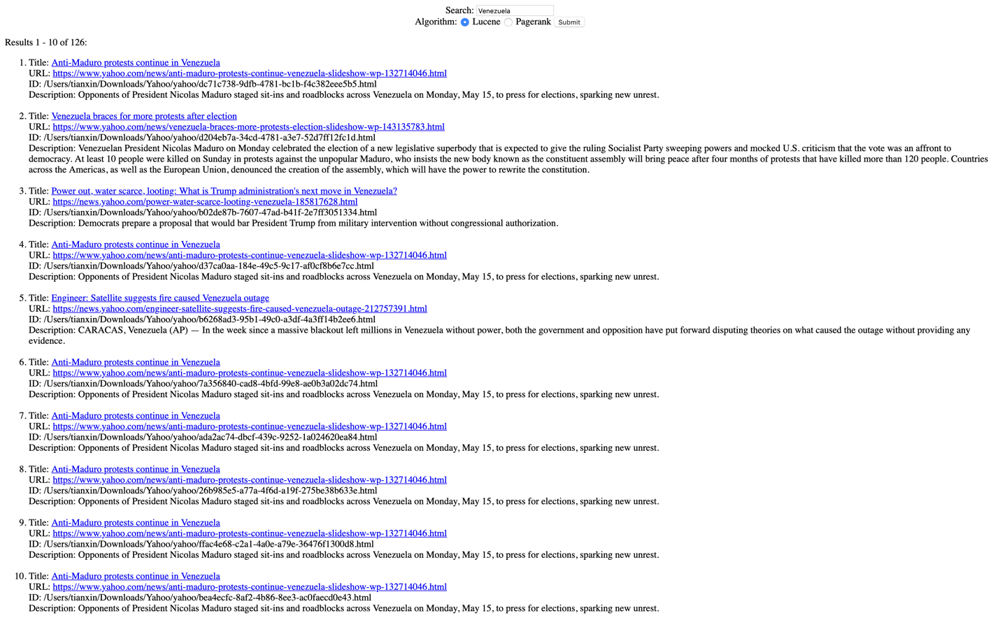 Search: Venezuela
Algorithm: Lucene Pagerank Submit
Results 1 - 10 of 126:
1. Title: Anti-Maduro protests continue in Venezuela
URL: https://www.yahoo.com/news/anti-maduro-protests-continue-venezuela-slideshow-wp-132714046.html
ID: /Users/tianxin/Downloads/Yahoo/yahoo/dc71c738-9dfb-4781-bc1b-f4c382eee5b5.html
Description: Opponents of President Nicolas Maduro staged sit-ins and roadblocks across Venezuela on Monday, May 15, to press for elections, sparking new unrest.
2. Title: Venezuela braces for more protests after election
URL: https://www.yahoo.com/news/venezuela-braces-more-protests-election-slideshow-wp-143135783.html
ID: /Users/tianxin/Downloads/Yahoo/yahoo/d204eb7a-34cd-4781-a3e7-52d7ff12fc1d.html
Description: Venezuelan President Nicolas Maduro on Monday celebrated the election of a new legislative superbody that is expected to give the ruling Socialist Party sweeping powers and mocked U.S. criticism that the vote was an affront to
democracy. At least 10 people were killed on Sunday in protests against the unpopular Maduro, who insists the new body known as the constituent assembly will bring peace after four months of protests that have killed more than 120 people. Countries
across the Americas, as well as the European Union, denounced the creation of the assembly, which will have the power to rewrite the constitution.
3. Title: Power out, water scarce, looting: What is Trump administration's next move in Venezuela?
URL: https://news.yahoo.com/power-water-scarce-looting-venezuela-185817628.html
ID: /Users/tianxin/Downloads/Yahoo/yahoo/b02de87b-7607-47ad-b41f-2e7ff3051334.html
Description: Democrats prepare a proposal that would bar President Trump from military intervention without congressional authorization.
4. Title: Anti-Maduro protests continue in Venezuela
URL: https://www.yahoo.com/news/anti-maduro-protests-continue-venezuela-slideshow-wp-132714046.html
ID: /Users/tianxin/Downloads/Yahoo/yahoo/d37ca0aa-184e-49c5-9c17-af0cf8b6e7cc.html
Description: Opponents of President Nicolas Maduro staged sit-ins and roadblocks across Venezuela on Monday, May 15, to press for elections, sparking new unrest.
5. Title: Engineer: Satellite suggests fire caused Venezuela outage
URL: https://news.yahoo.com/engineer-satellite-suggests-fire-caused-venezuela-outage-212757391.html
ID: /Users/tianxin/Downloads/Yahoo/yahoo/b6268ad3-95b1-49c0-a3df-4a3ff14b2ee6.html
Description: CARACAS, Venezuela (AP) — In the week since a massive blackout left millions in Venezuela without power, both the government and opposition have put forward disputing theories on what caused the outage without providing any
evidence.
6. Title: Anti-Maduro protests continue in Venezuela
URL: https://www.yahoo.com/news/anti-maduro-protests-continue-venezuela-slideshow-wp-132714046.html
ID: /Users/tianxin/Downloads/Yahoo/yahoo/7a356840-cad8-4bfd-99e8-ae0b3a02dc74.html
Description: Opponents of President Nicolas Maduro staged sit-ins and roadblocks across Venezuela on Monday, May 15, to press for elections, sparking new unrest.
7. Title: Anti-Maduro protests continue in Venezuela
URL: https://www.yahoo.com/news/anti-maduro-protests-continue-venezuela-slideshow-wp-132714046.html
ID: /Users/tianxin/Downloads/Yahoo/yahoo/ada2ac74-dbcf-439c-9252-1a024620ea84.html
Description: Opponents of President Nicolas Maduro staged sit-ins and roadblocks across Venezuela on Monday, May 15, to press for elections, sparking new unrest.
8. Title: Anti-Maduro protests continue in Venezuela
URL: https://www.yahoo.com/news/anti-maduro-protests-continue-venezuela-slideshow-wp-132714046.html
ID: /Users/tianxin/Downloads/Yahoo/yahoo/26b985e5-a77a-4f6d-a19f-275be38b633e.html
Description: Opponents of President Nicolas Maduro staged sit-ins and roadblocks across Venezuela on Monday, May 15, to press for elections, sparking new unrest.
9. Title: Anti-Maduro protests continue in Venezuela
URL: https://www.yahoo.com/news/anti-maduro-protests-continue-venezuela-slideshow-wp-132714046.html
ID: /Users/tianxin/Downloads/Yahoo/yahoo/ffac4e68-c2a1-4a0e-a79e-36476f1300d8.html
Description: Opponents of President Nicolas Maduro staged sit-ins and roadblocks across Venezuela on Monday, May 15, to press for elections, sparking new unrest.
10. Title: Anti-Maduro protests continue in Venezuela
URL: https://www.yahoo.com/news/anti-maduro-protests-continue-venezuela-slideshow-wp-132714046.html
ID: /Users/tianxin/Downloads/Yahoo/yahoo/bea4ecfc-8af2-4b86-8ee3-ac0faecd0e43.html
Description: Opponents of President Nicolas Maduro staged sit-ins and roadblocks across Venezuela on Monday, May 15, to press for elections, sparking new unrest.